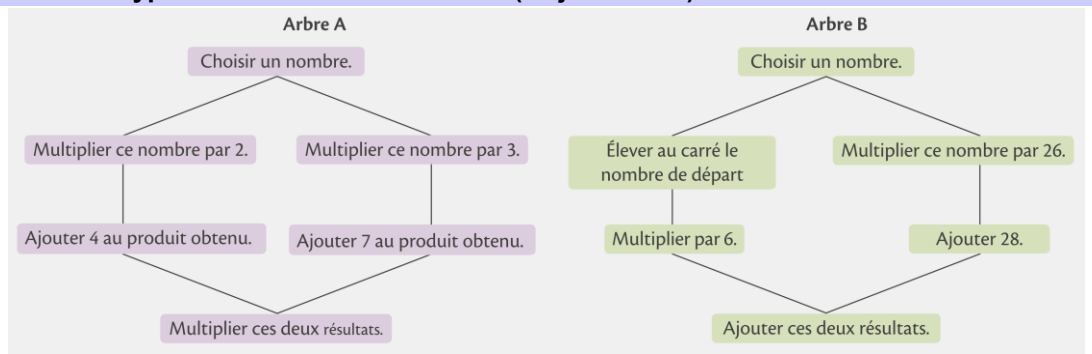 Arbre A
Choisir un nombre.
Multiplier ce nombre par 2.
Multiplier ce nombre par 3.
Ajouter 4 au produit obtenu.
Ajouter 7 au produit obtenu.
Multiplier ces deux résultats.
Arbre B
Choisir un nombre.
Élever au carré le
nombre de départ
Multiplier ce nombre par 26.
Multiplier par 6.
Ajouter 28.
Ajouter ces deux résultats.